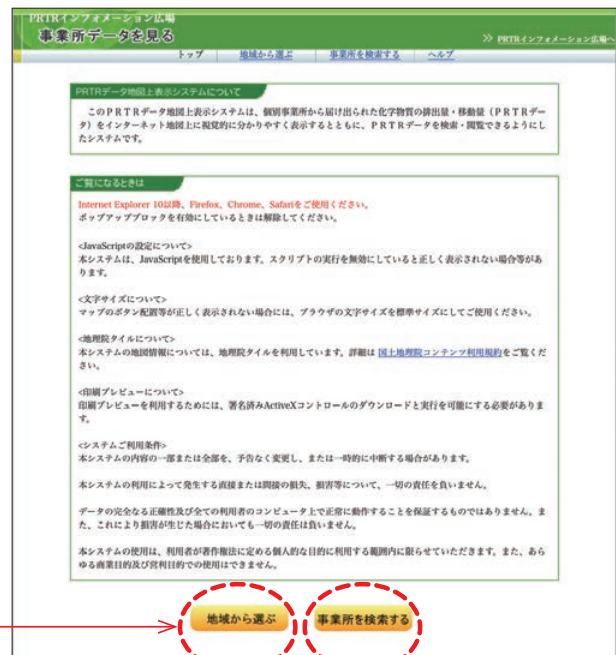 PRTRインフォメーション広場
事業所データを見る
≫ PRTRインフォメーション広場へ
トップ 地域から選ぶ 事業所を検索する ヘルプ
PRTRデータ地図上表示システムについて
このＰＲＴＲデータ地図上表示システムは、個別事業所から届け出られた化学物質の排出量・移動量（ＰＲＴＲデー
タ）をインターネット地図上に視覚的に分かりやすく表示するとともに、ＰＲＴＲデータを検索・閲覧できるようにし
たシステムです。
ご覧になるときは
Internet Explorer 10以降、Firefox、Chrome、Safariをご使用ください。
ポップアップブロックを有効にしているときは解除してください。
<JavaScriptの設定について>
本システムは、JavaScriptを使用しております。スクリプトの実行を無効にしていると正しく表示されない場合等があ
ります。
<文字サイズについて>
マップのボタン配置等が正しく表示されない場合には、ブラウザの文字サイズを標準サイズにしてご使用ください。
<地理院タイルについて>
本システムの地図情報については、地理院タイルを利用しています。詳細は 国土地理院コンテンツ利用規約をご覧くだ
さい。
<印刷プレビューについて>
印刷プレビューを利用するためには、署名済みActiveXコントロールのダウンロードと実行を可能にする必要がありま
す。
<システムご利用条件>
本システムの内容の一部または全部を、予告なく変更し、または一時的に中断する場合があります。
本システムの利用によって発生する直接または間接の損失、損害等について、一切の責任を負いません。
データの完全なる正確性及び全ての利用者のコンピュータ上で正常に動作することを保証するものではありません。ま
た、これにより損害が生じた場合においても一切の責任は負いません。
本システムの使用は、利用者が著作権法に定める個人的な目的に利用する範囲内に限らせていただきます。また、あら
ゆる商業目的及び営利目的での使用はできません。
地域から選ぶ 事業所を検索する